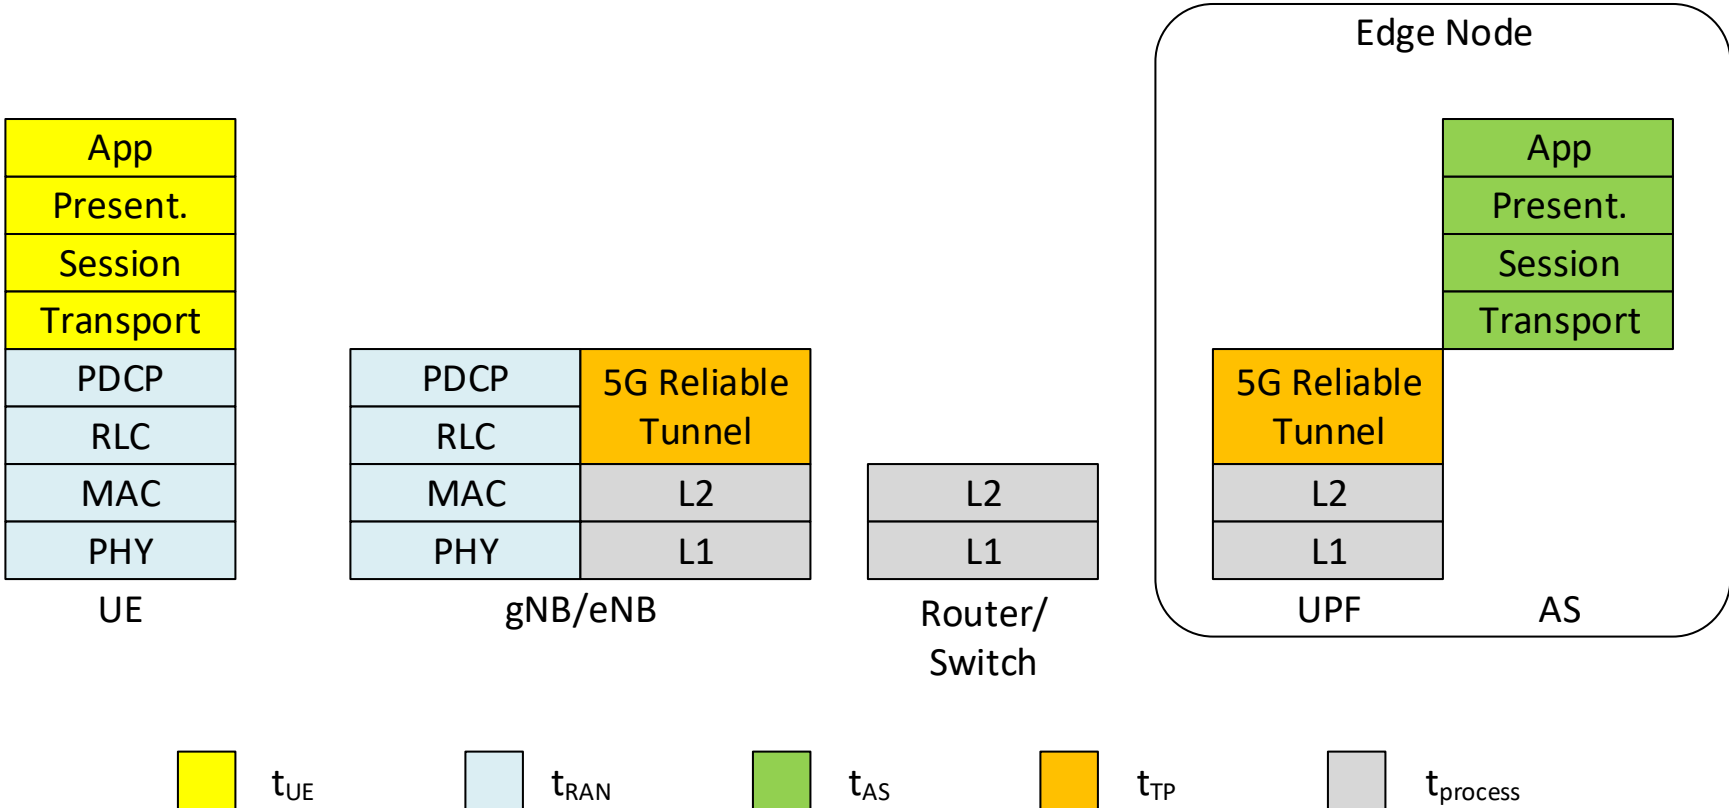 Edge Node
App
Present.
Session
Transport
PDCP
RLC
MAC
PHY
UE
PDCP
RLC
MAC
PHY
5G Reliable
Tunnel
L2
L1
gNB/eNB
L2
L1
Router/
Switch
5G Reliable
Tunnel
L2
L1
UPF
App
Present.
Session
Transport
AS
tUE
tRAN
tAS
tTP
tprocess